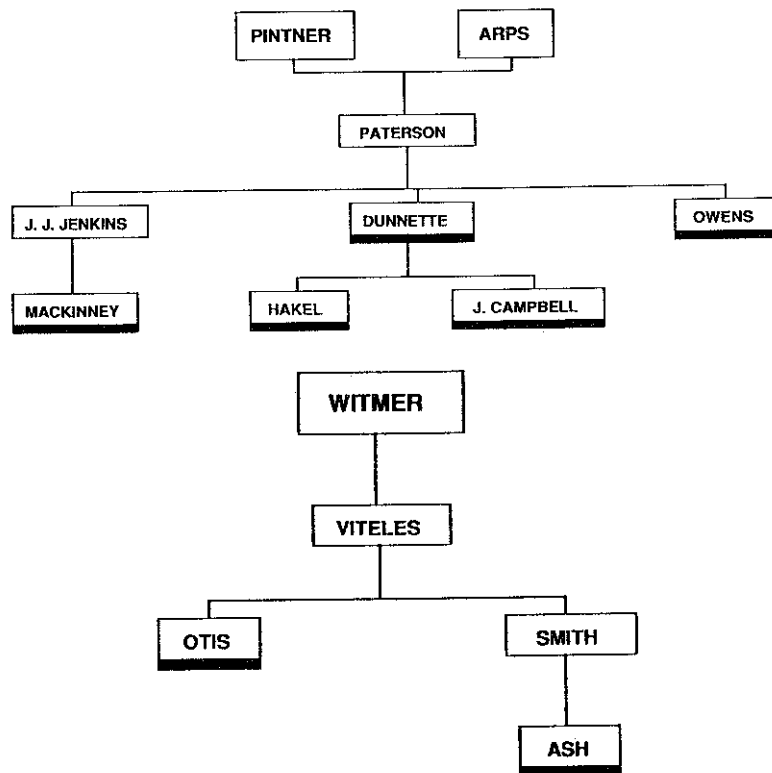 PINTNER
ARPS
PATERSON
J. J. JENKINS
DUNNETTE
OWENS
MACKINNEY
HAKEL
J. CAMPBELL
WITMER
VITELES
OTIS
SMITH
ASH